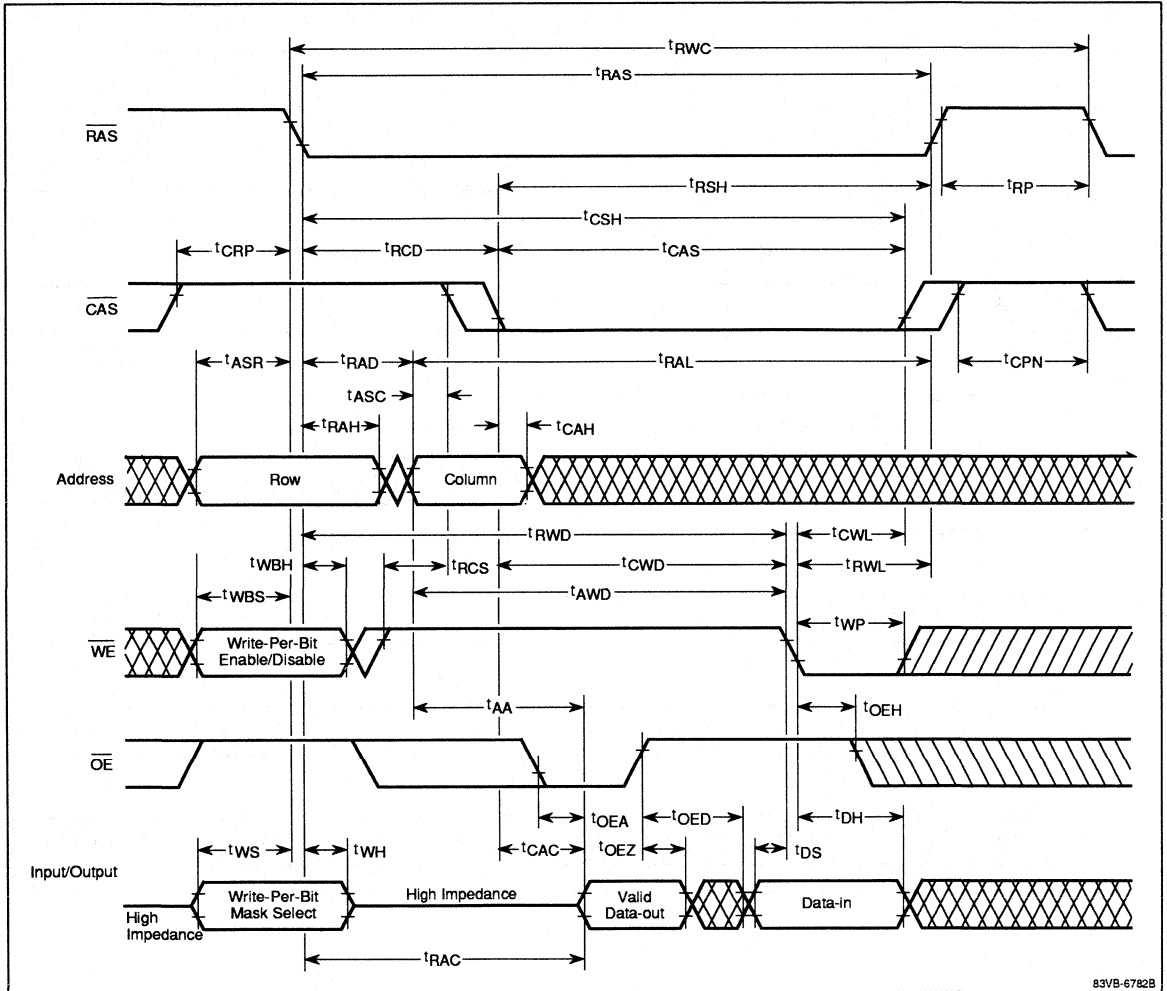 tRWC
tRAS
RAS
tRSH
tRP
tCSH
tCRP
tRCD
tCAS
CAS
tASR
tRAD
tRAL
tCPN
tASC
tRAH
tCAH
Address
Row
Column
tRWD
tCWL
tWBH
tRCS
tCWD
tRWL
tWBS
tAWD
tWP
WE
Write-Per-Bit
Enable/Disable
tAA
tOEH
OE
tOEA
tOED
tDH
tWS
tWH
tCAC
tOEZ
tDS
Input/Output
Write-Per-Bit
Mask Select
High Impedance
Valid
Data-out
Data-in
High
Impedance
tRAC
83VB-6782B